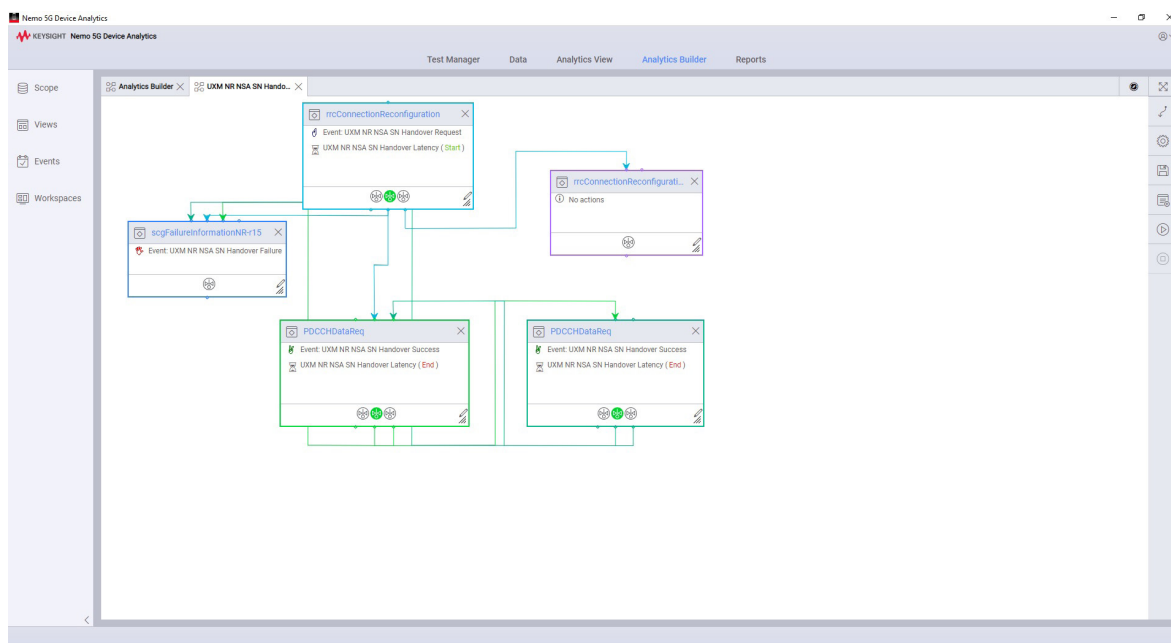 Nemo 5G Device Analytics
KEYSIGHT Nemo 5G Device Analytics
Test Manager Data Analytics View Analytics Builder Reports
Scope
Views
Events
Workspaces
Analytics Builder UXM NR NSA SN Hando...
rrcConnectionReconfiguration
Event: UXM NR NSA SN Handover Request
UXM NR NSA SN Handover Latency ( Start )
rrcConnectionReconfigurati...
No actions
scgFailureInformationNR-r15
Event: UXM NR NSA SN Handover Failure
PDCCHDataReq
Event: UXM NR NSA SN Handover Success
UXM NR NSA SN Handover Latency ( End )
PDCCHDataReq
Event: UXM NR NSA SN Handover Success
UXM NR NSA SN Handover Latency ( End )